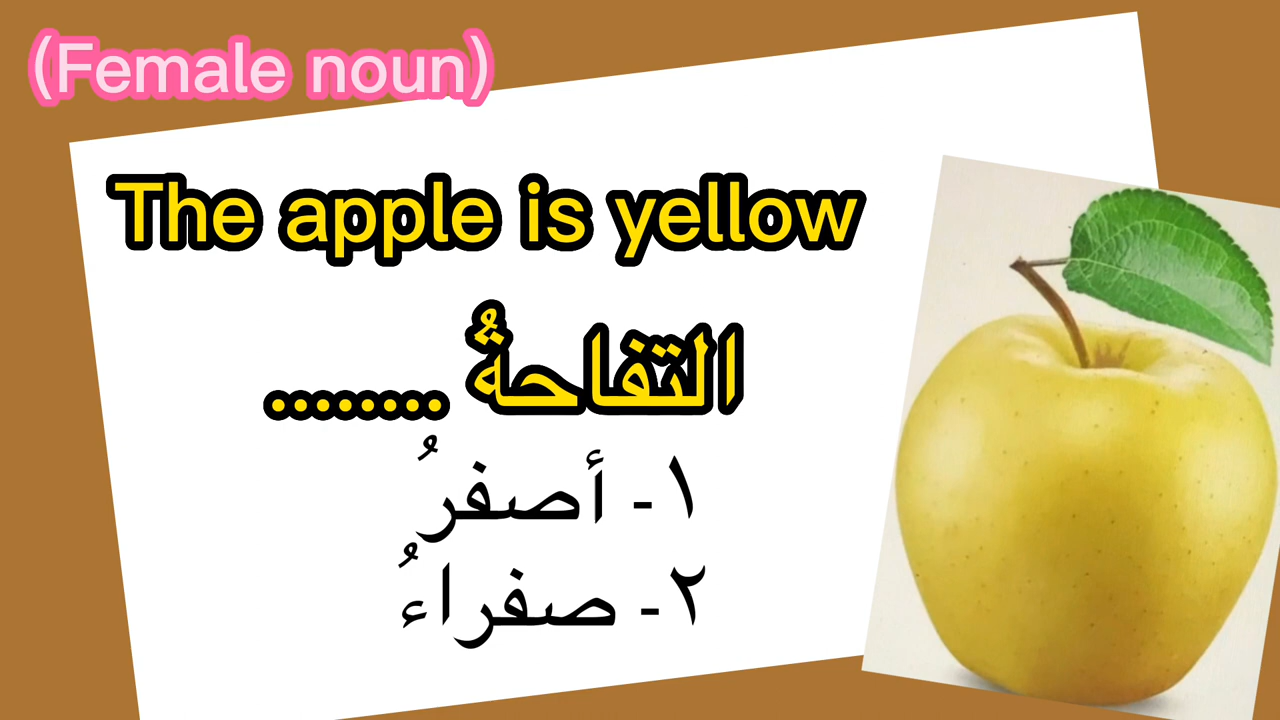 (Female noun)
The apple is yellow
التفاحةُ ........
١- أصفرُ
٢- صفراءُ